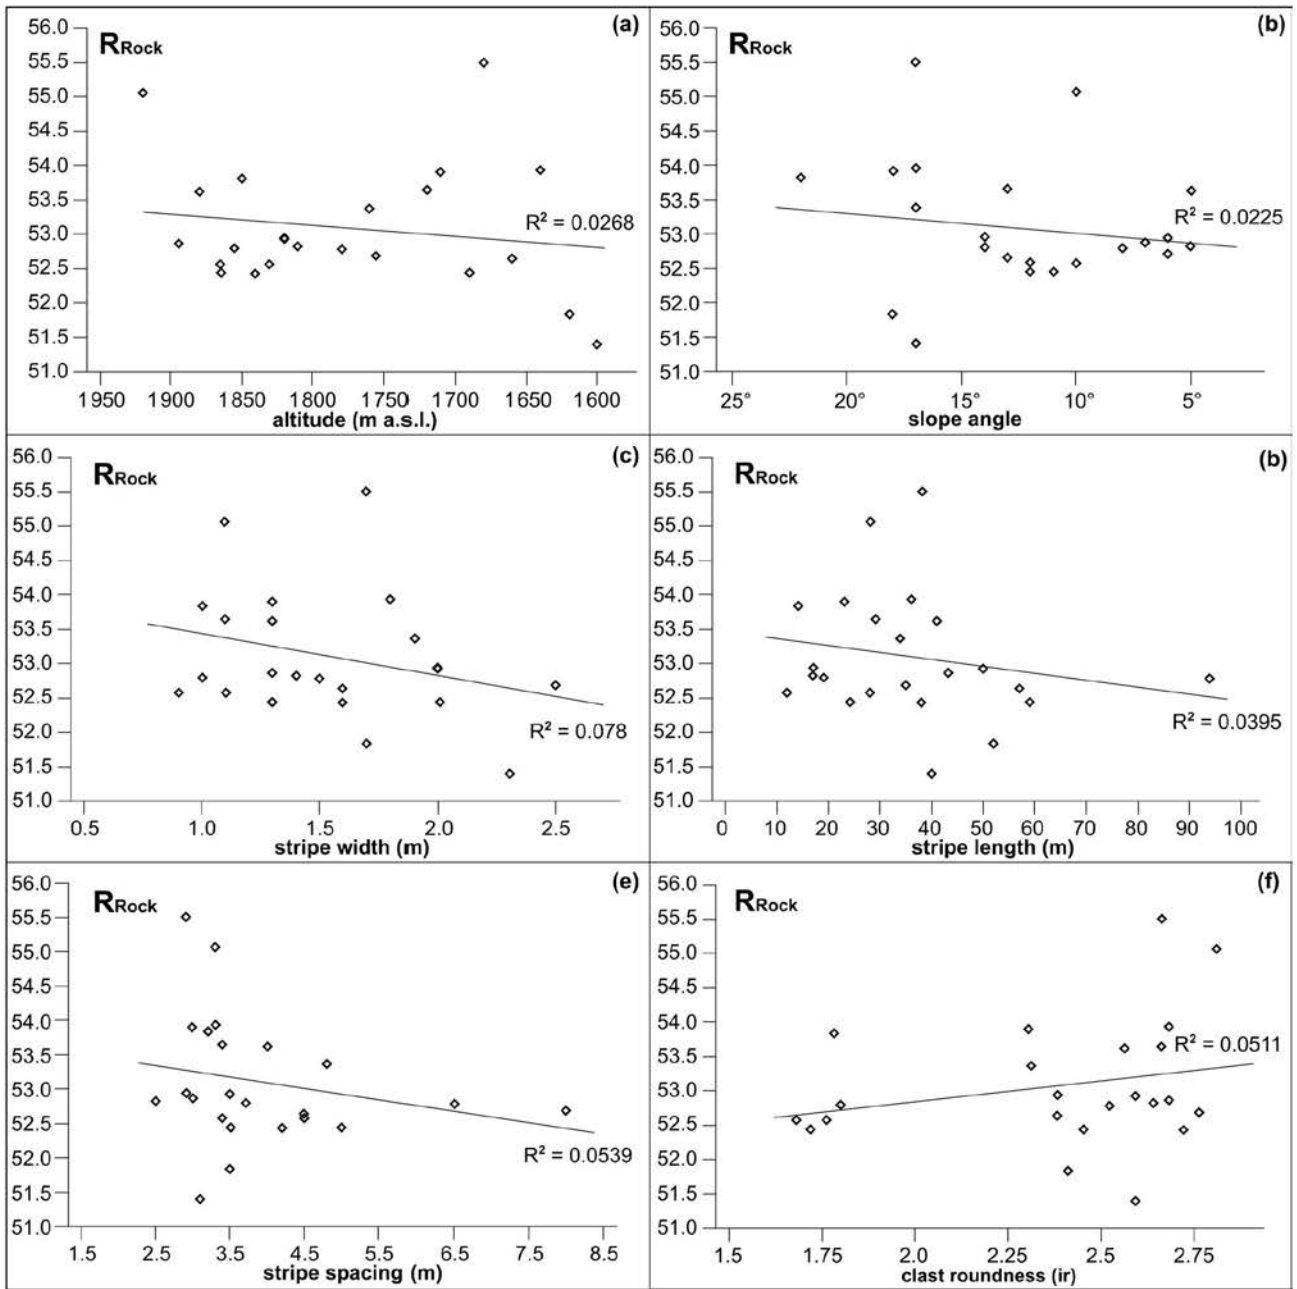 (a)
R_Rock
56.0
55.5
55.0
54.5
54.0
53.5
53.0
52.5
52.0
51.5
51.0
R² = 0.0268
1950 1900 1850 1800 1750 1700 1650 1600
altitude (m a.s.l.)
(b)
R_Rock
56.0
55.5
55.0
54.5
54.0
53.5
53.0
52.5
52.0
51.5
51.0
R² = 0.0225
25° 20° 15° 10° 5°
slope angle
(c)
R_Rock
56.0
55.5
55.0
54.5
54.0
53.5
53.0
52.5
52.0
51.5
51.0
R² = 0.078
0.5 1.0 1.5 2.0 2.5
stripe width (m)
(b)
R_Rock
56.0
55.5
55.0
54.5
54.0
53.5
53.0
52.5
52.0
51.5
51.0
R² = 0.0395
0 10 20 30 40 50 60 70 80 90 100
stripe length (m)
(e)
R_Rock
56.0
55.5
55.0
54.5
54.0
53.5
53.0
52.5
52.0
51.5
51.0
R² = 0.0539
1.5 2.5 3.5 4.5 5.5 6.5 7.5 8.5
stripe spacing (m)
(f)
R_Rock
56.0
55.5
55.0
54.5
54.0
53.5
53.0
52.5
52.0
51.5
51.0
R² = 0.0511
1.5 1.75 2.0 2.25 2.5 2.75
clast roundness (ir)